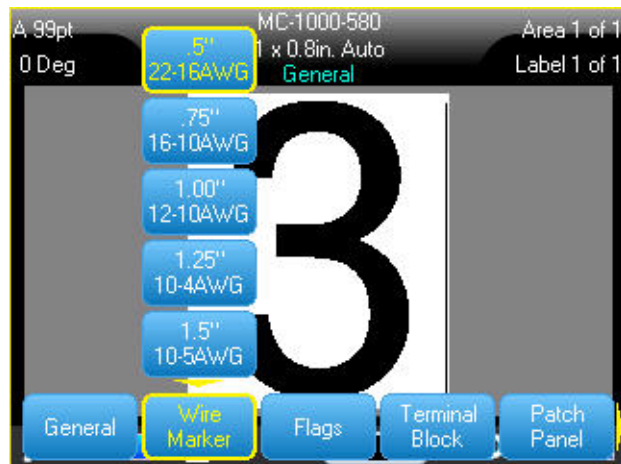 A 99pt
MC-1000-580
Area 1 of 1
1 x 0.8in. Auto
0 Deg
General
Label 1 of 1
.5"
22-16AWG
.75"
16-10AWG
1.00"
12-10AWG
1.25"
10-4AWG
1.5"
10-5AWG
3
General
Wire
Marker
Flags
Terminal
Block
Patch
Panel